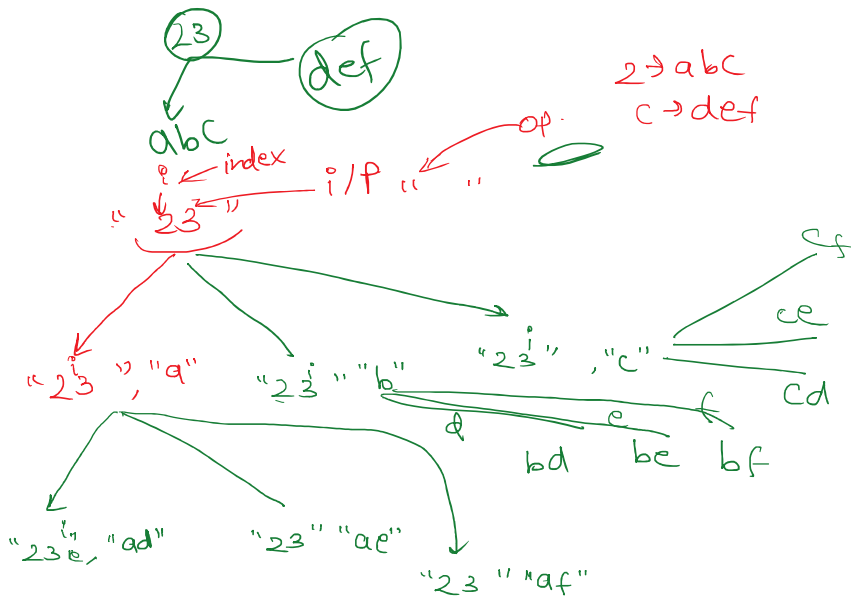 23
def
2→abc
c→def
abc
op.
i ← index
i/P " "
" 23 "
cf
ce
cd
i
"23 ", "a"
i
"23 " "b"
i
"23 ", "c"
d
e
f
bd
be
bf
"23 , "ad"
"23" "ae"
"23" "af"